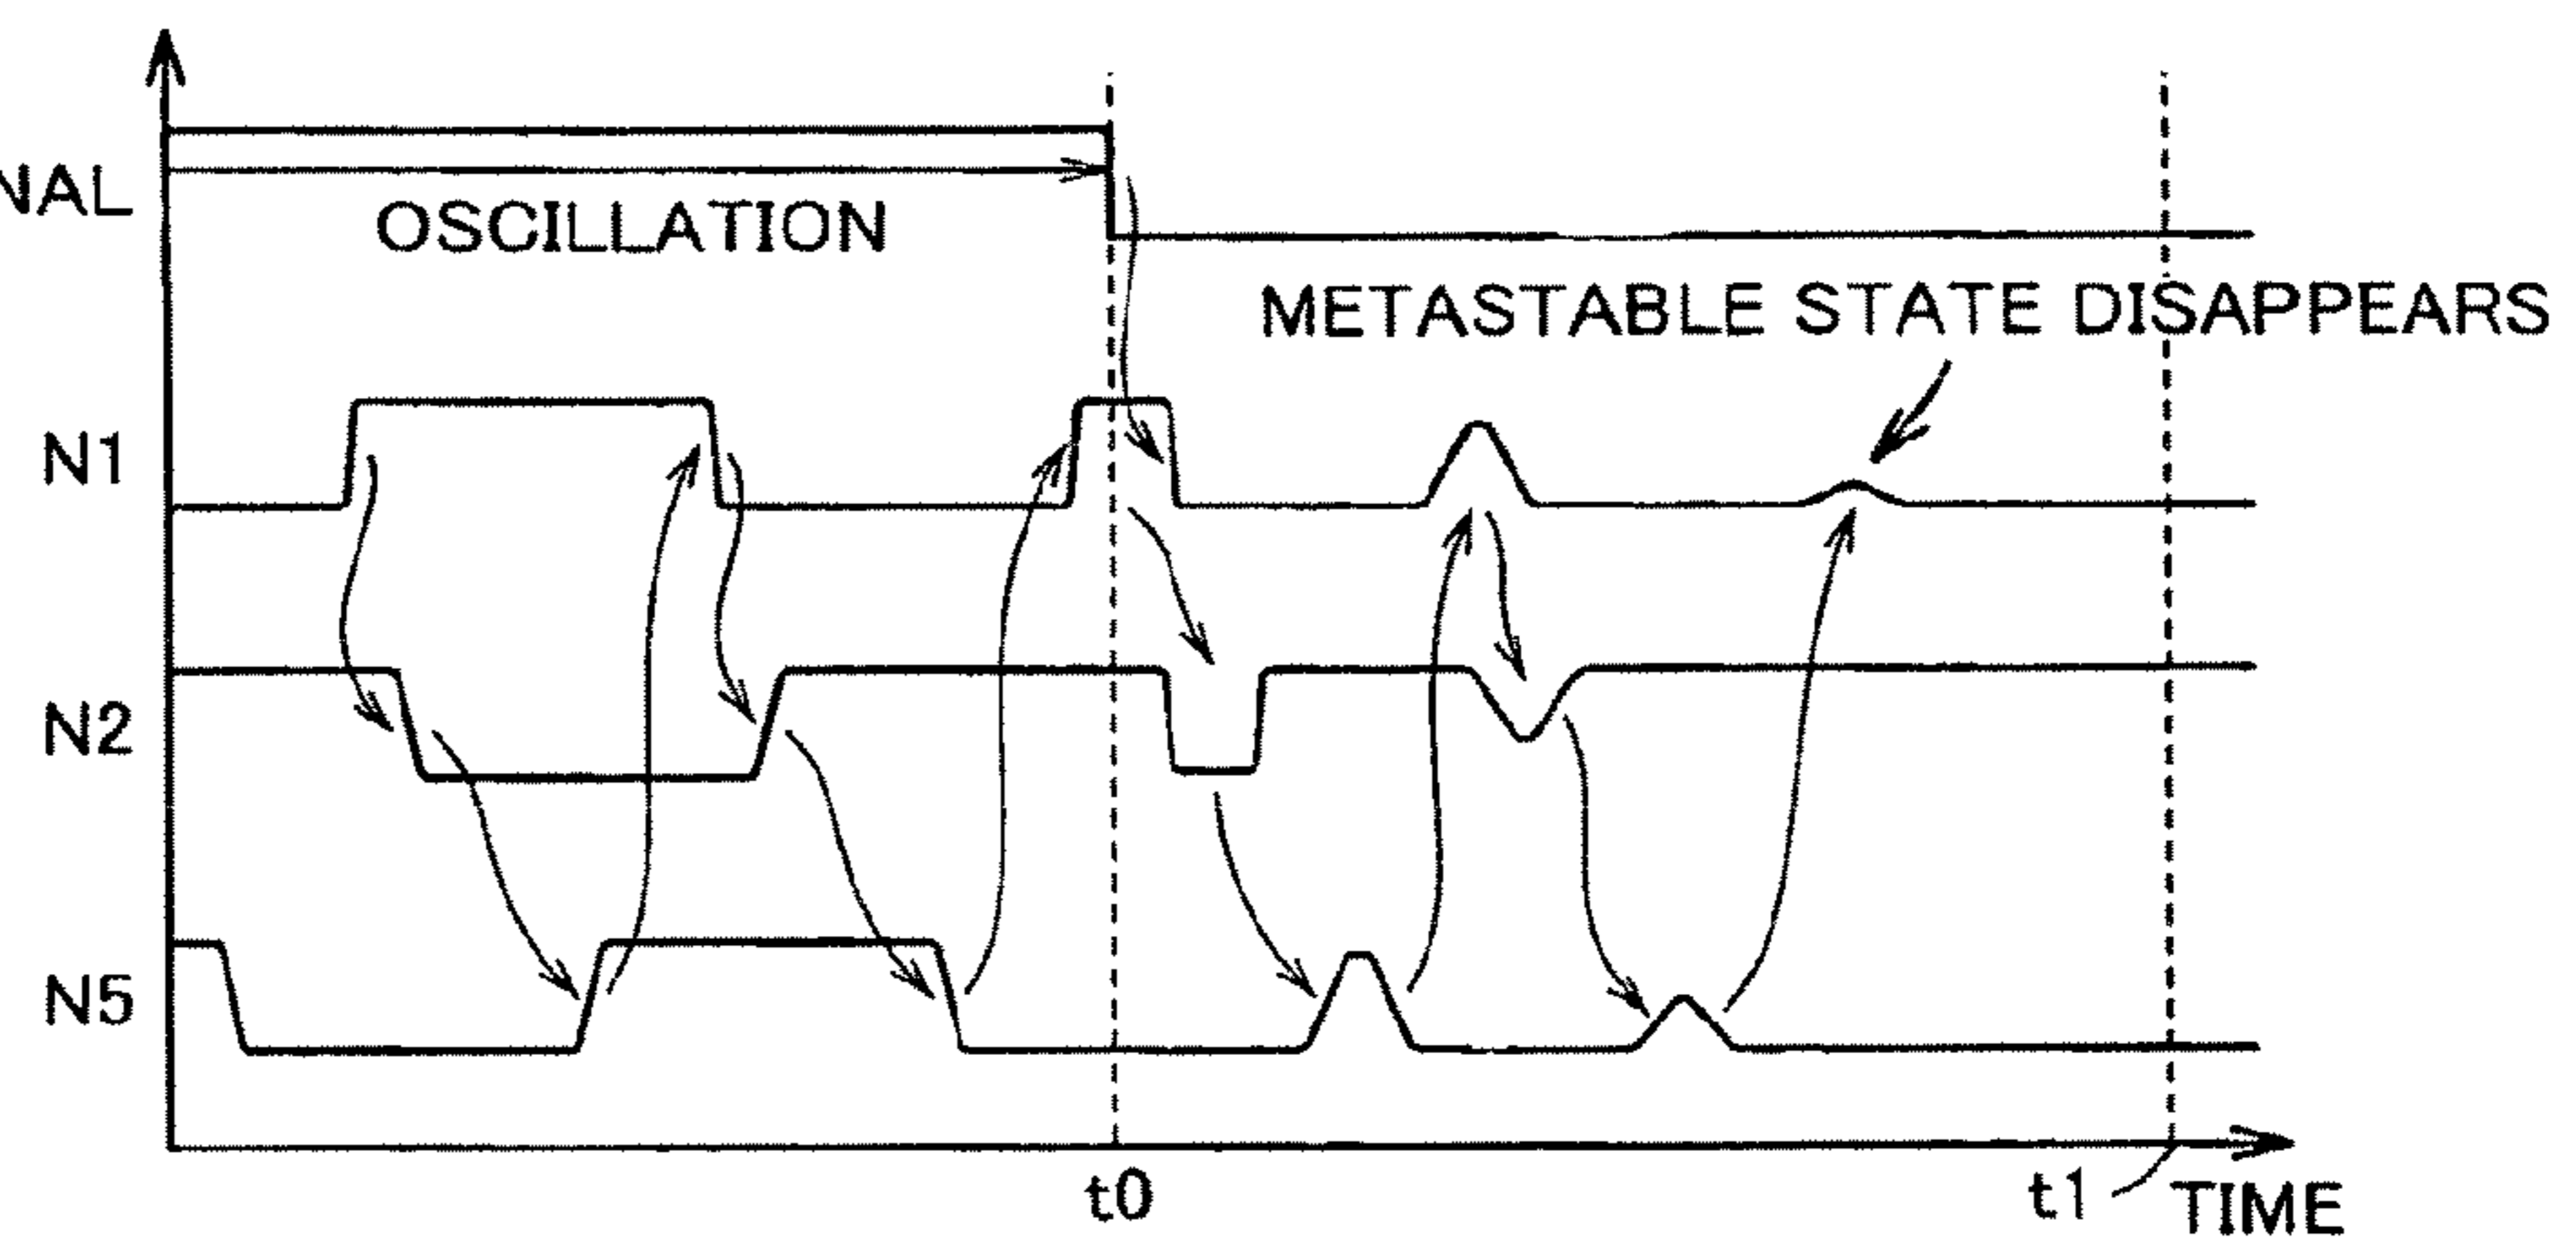 NAL
OSCILLATION
METASTABLE STATE DISAPPEARS
N1
N2
N5
t0
t1
TIME